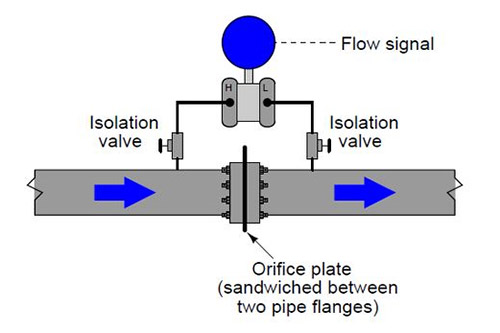 Flow signal
H L
Isolation
valve
Isolation
valve
Orifice plate
(sandwiched between
two pipe flanges)